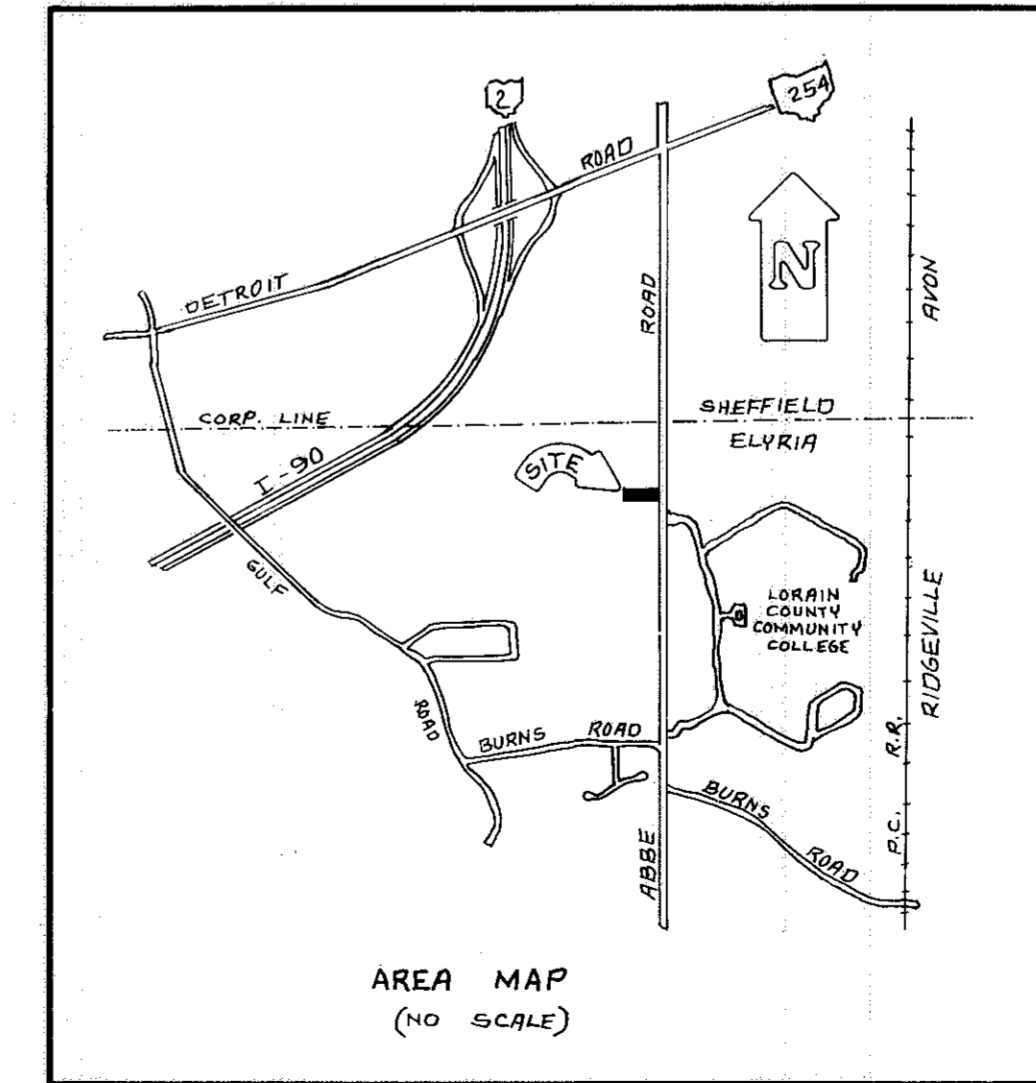 2
254
ROAD
DETROIT
ROAD
N
AVON
CORP. LINE
SHEFFIELD
ELYRIA
I-90
SITE
GULF
LORAIN
COUNTY
COMMUNITY
COLLEGE
RIDGEVILLE
ROAD
BURNS ROAD
P.C. R.R.
BURNS
ROAD
ABBE
AREA MAP
(NO SCALE)